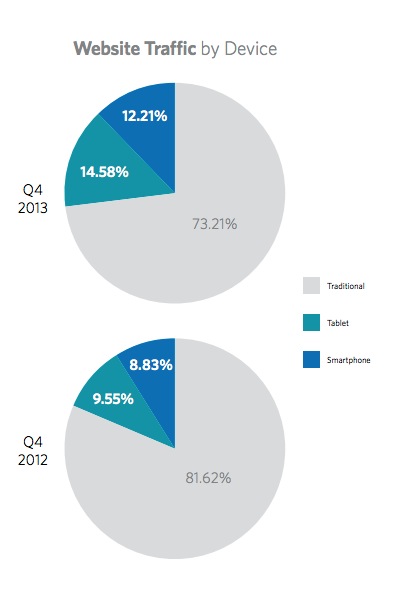 Website Traffic by Device
12.21%
14.58%
Q4
2013
73.21%
Traditional
Tablet
Smartphone
8.83%
9.55%
Q4
2012
81.62%